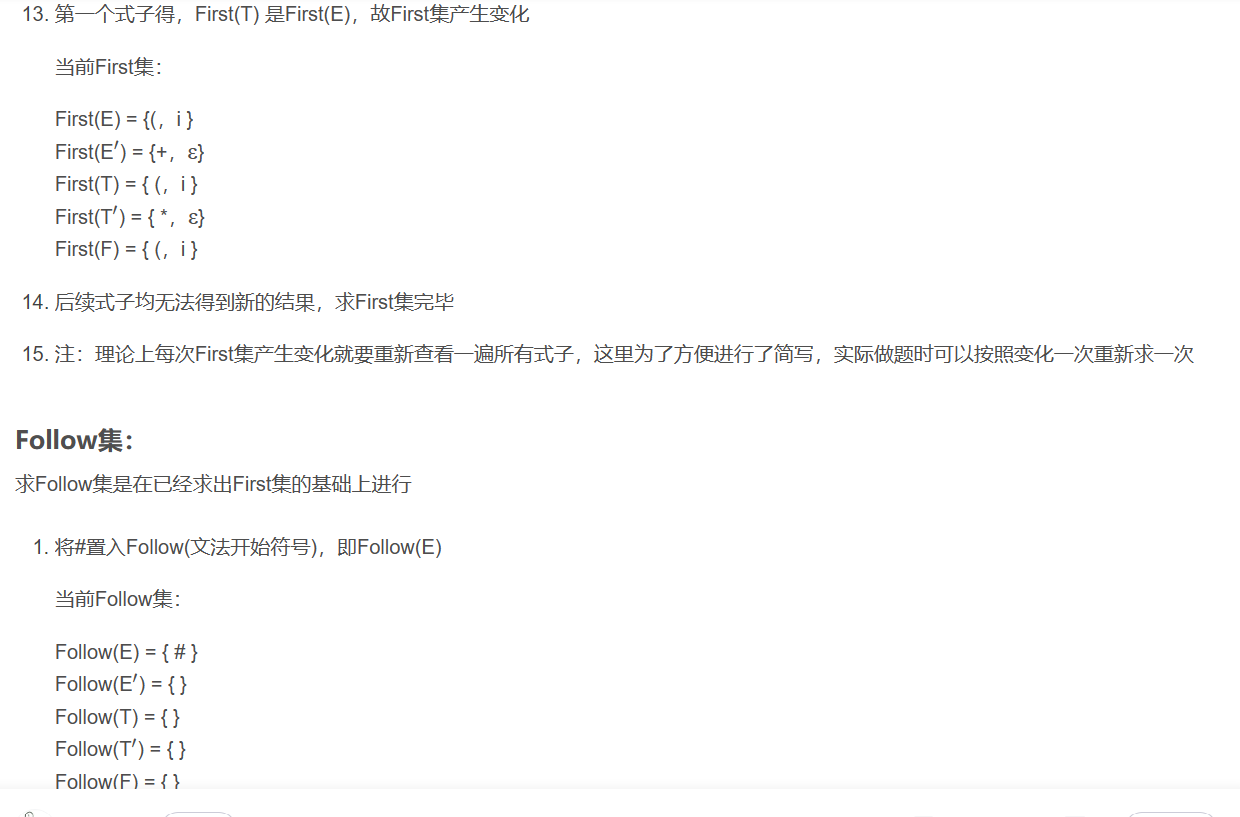 13. 第一个式子得，First(T) 是First(E)，故First集产生变化
当前First集：
First(E) = {(， i }
First(E′) = {+， ε}
First(T) = { (， i }
First(T′) = { *， ε}
First(F) = { (， i }
14. 后续式子均无法得到新的结果，求First集完毕
15. 注：理论上每次First集产生变化就要重新查看一遍所有式子，这里为了方便进行了简写，实际做题时可以按照变化一次重新求一次
Follow集：
求Follow集是在已经求出First集的基础上进行
1. 将#置入Follow(文法开始符号)，即Follow(E)
当前Follow集：
Follow(E) = { # }
Follow(E′) = { }
Follow(T) = { }
Follow(T′) = { }
Follow(F) = { }